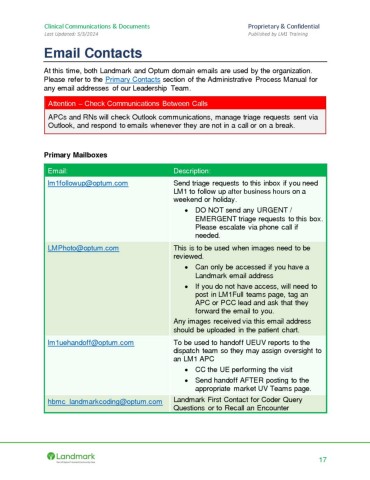 Clinical Communications & Documents
Proprietary & Confidential
Last Updated: 5/3/2024
Published by LM1 Training
Email Contacts
At this time, both Landmark and Optum domain emails are used by the organization.
Please refer to the Primary Contacts section of the Administrative Process Manual for
any email addresses of our Leadership Team.
Attention – Check Communications Between Calls
APCs and RNs will check Outlook communications, manage triage requests sent via
Outlook, and respond to emails whenever they are not in a call or on a break.
Primary Mailboxes
Email:
Description:
lm1followup@optum.com
Send triage requests to this inbox if you need
LM1 to follow up after business hours on a
weekend or holiday.
• DO NOT send any URGENT /
EMERGENT triage requests to this box.
Please escalate via phone call if
needed.
LMPhoto@optum.com
This is to be used when images need to be
reviewed.
• Can only be accessed if you have a
Landmark email address
• If you do not have access, will need to
post in LM1Full teams page, tag an
APC or PCC lead and ask that they
forward the email to you.
Any images received via this email address
should be uploaded in the patient chart.
lm1uehandoff@optum.com
To be used to handoff UEUV reports to the
dispatch team so they may assign oversight to
an LM1 APC
• CC the UE performing the visit
• Send handoff AFTER posting to the
appropriate market UV Teams page.
hbmc_landmarkcoding@optum.com
Landmark First Contact for Coder Query
Questions or to Recall an Encounter
Landmark
17